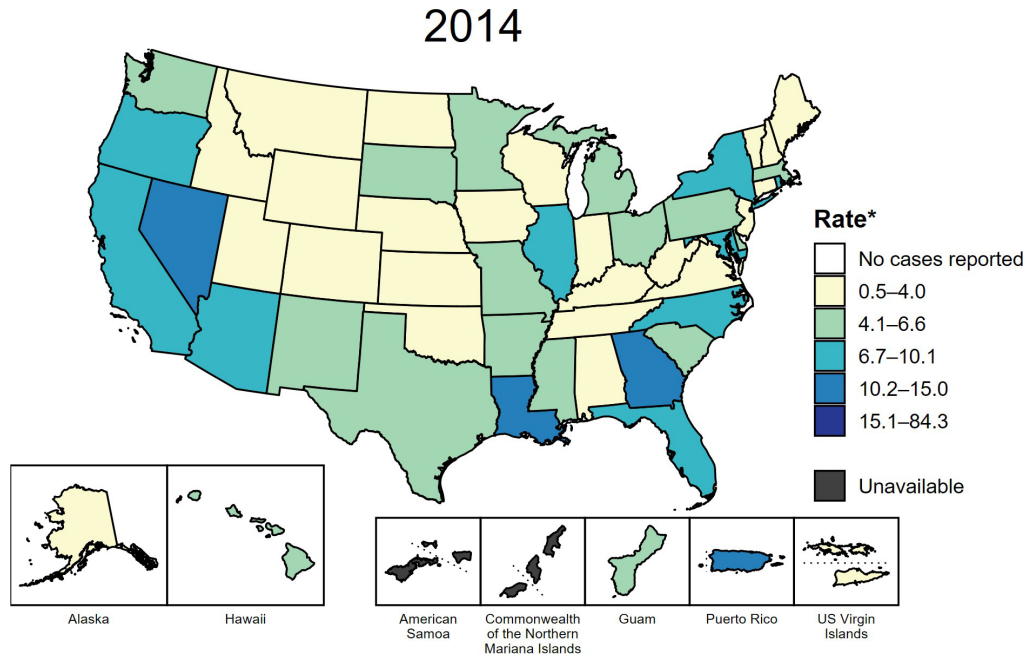 2014
Rate*
No cases reported
0.5–4.0
4.1–6.6
6.7–10.1
10.2–15.0
15.1–84.3
Unavailable
Alaska
Hawaii
American
Samoa
Commonwealth
of the Northern
Mariana Islands
Guam
Puerto Rico
US Virgin
Islands